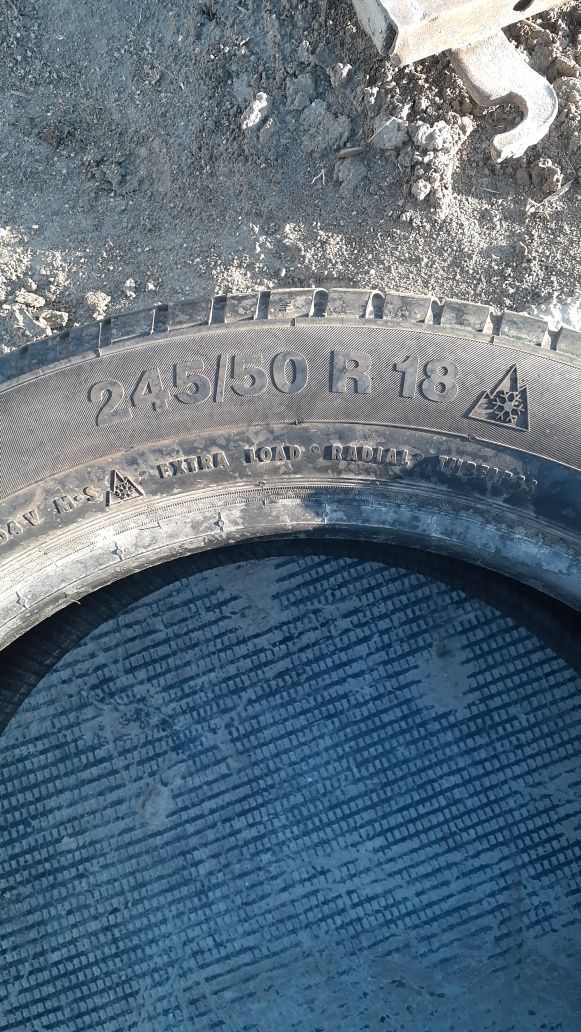 245/50 R 18
V M+S - EXTRA LOAD • RADIAL • TUBELESS